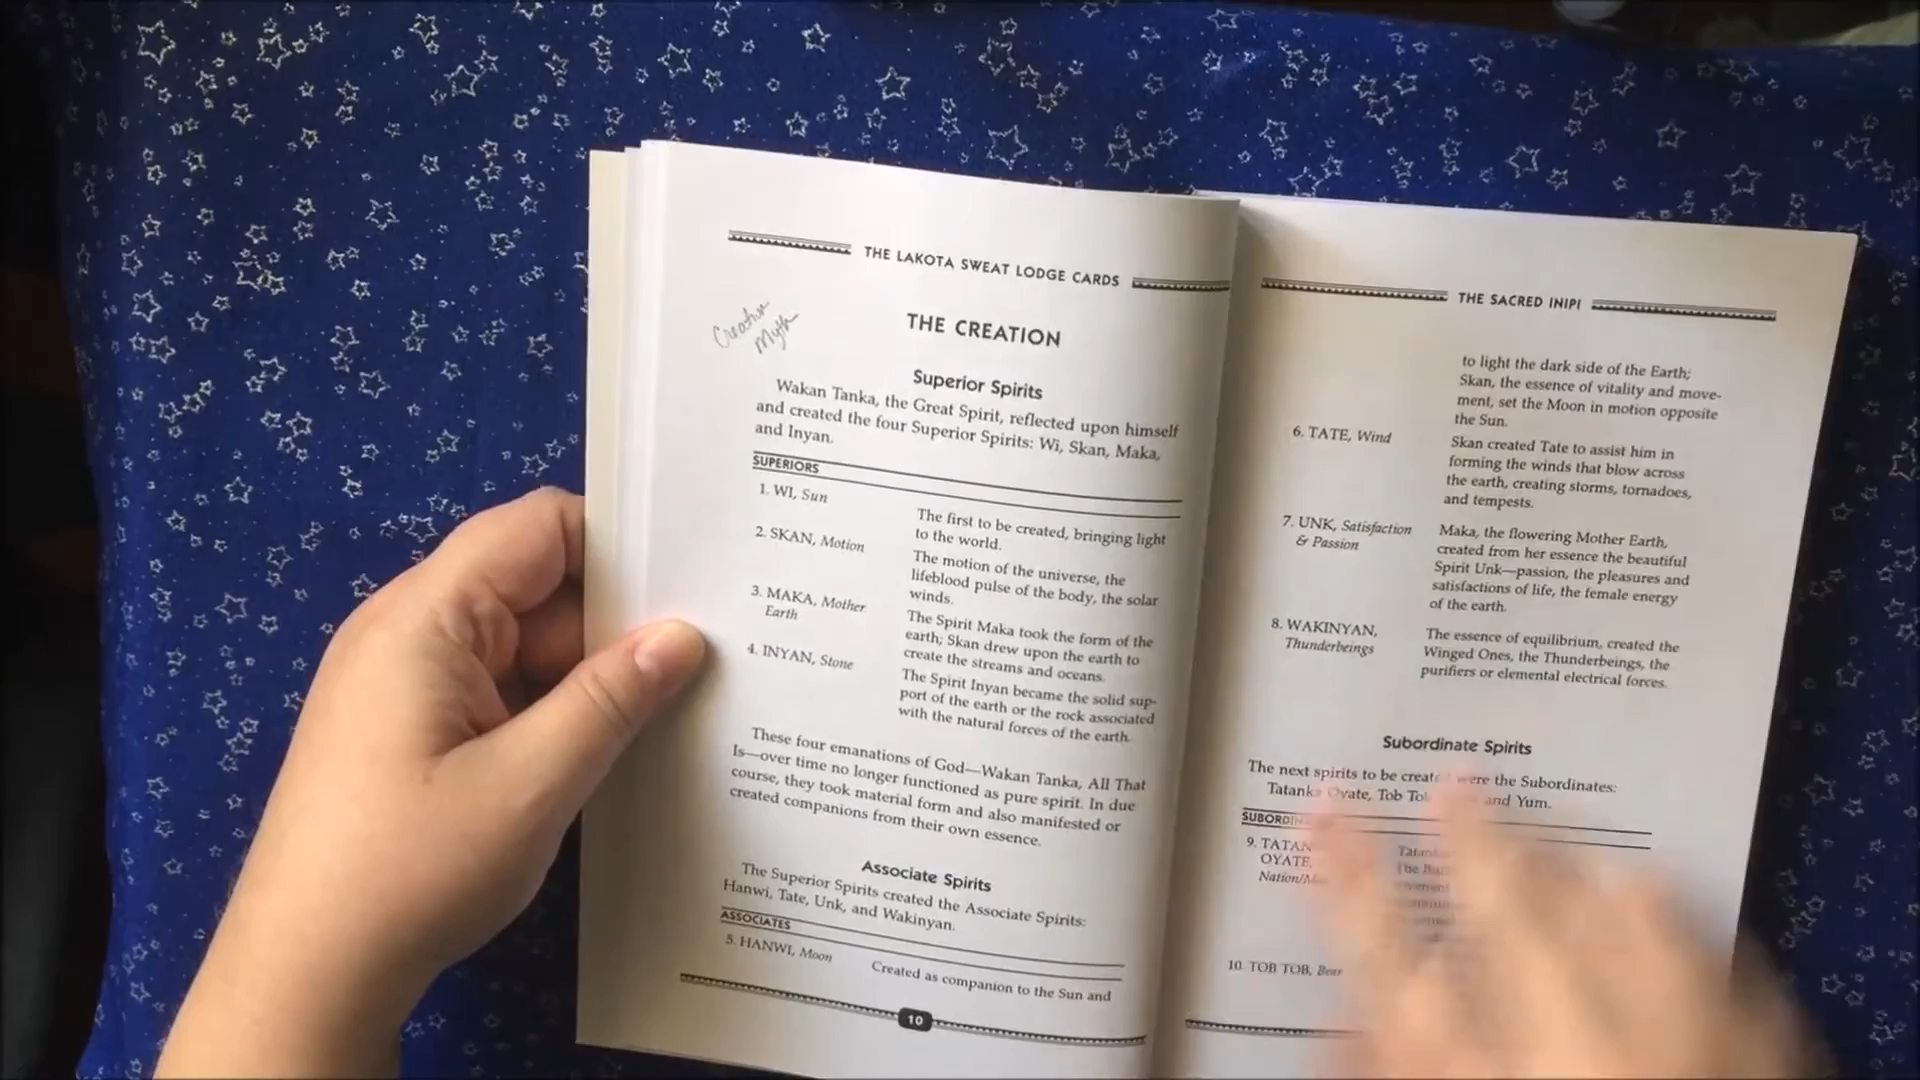 THE LAKOTA SWEAT LODGE CARDS
Creation
Myth
THE CREATION
Superior Spirits
Wakan Tanka, the Great Spirit, reflected upon himself
and created the four Superior Spirits: Wi, Skan, Maka,
and Inyan.
SUPERIORS
1. WI, Sun
The first to be created, bringing light
to the world.
2. SKAN, Motion
The motion of the universe, the
lifeblood pulse of the body, the solar
winds.
3. MAKA, Mother
Earth
The Spirit Maka took the form of the
earth; Skan drew upon the earth to
create the streams and oceans.
4. INYAN, Stone
The Spirit Inyan became the solid sup-
port of the earth or the rock associated
with the natural forces of the earth.
These four emanations of God—Wakan Tanka, All That
Is—over time no longer functioned as pure spirit. In due
course, they took material form and also manifested or
created companions from their own essence.
Associate Spirits
The Superior Spirits created the Associate Spirits:
Hanwi, Tate, Unk, and Wakinyan.
ASSOCIATES
5. HANWI, Moon
Created as companion to the Sun and
10
THE SACRED INIPI
to light the dark side of the Earth;
Skan, the essence of vitality and move-
ment, set the Moon in motion opposite
the Sun.
6. TATE, Wind
Skan created Tate to assist him in
forming the winds that blow across
the earth, creating storms, tornadoes,
and tempests.
7. UNK, Satisfaction
& Passion
Maka, the flowering Mother Earth,
created from her essence the beautiful
Spirit Unk—passion, the pleasures and
satisfactions of life, the female energy
of the earth.
8. WAKINYAN,
Thunderbeings
The essence of equilibrium, created the
Winged Ones, the Thunderbeings, the
purifiers or elemental electrical forces.
Subordinate Spirits
The next spirits to be created were the Subordinates:
Tatanka Oyate, Tob and Yum.
9.
OYATE,
10. TOB TOB, Bear